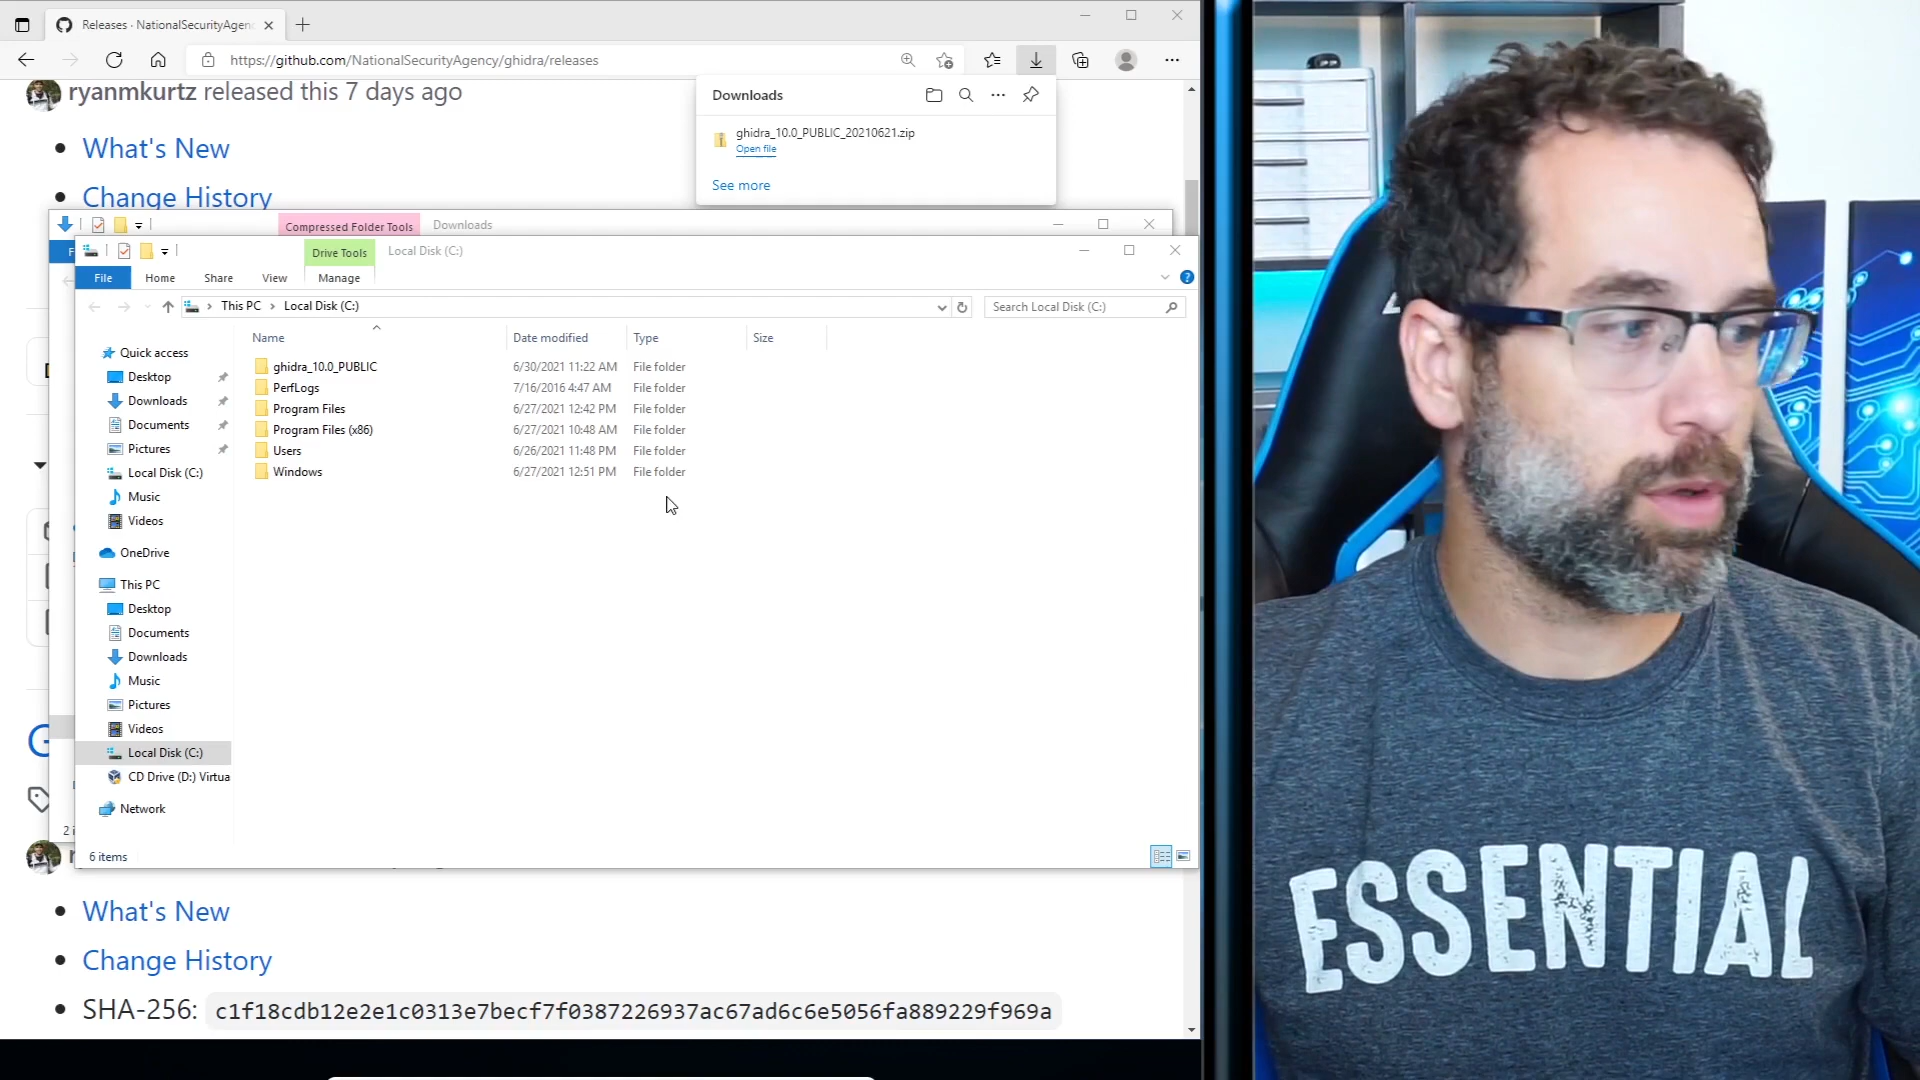 Releases · NationalSecurityAgen
https://github.com/NationalSecurityAgency/ghidra/releases
ryanmkurtz released this 7 days ago
What's New
Change History
Downloads
ghidra_10.0_PUBLIC_20210621.zip
Open file
See more
Compressed Folder Tools
Downloads
Drive Tools
Local Disk (C:)
File
Home
Share
View
Manage
This PC
Local Disk (C:)
Search Local Disk (C:)
Name
Date modified
Type
Size
ghidra_10.0_PUBLIC
6/30/2021 11:22 AM
File folder
PerfLogs
7/16/2016 4:47 AM
File folder
Program Files
6/27/2021 12:42 PM
File folder
Program Files (x86)
6/27/2021 10:48 AM
File folder
Users
6/26/2021 11:48 PM
File folder
Windows
6/27/2021 12:51 PM
File folder
Quick access
Desktop
Downloads
Documents
Pictures
Local Disk (C:)
Music
Videos
OneDrive
This PC
Desktop
Documents
Downloads
Music
Pictures
Videos
Local Disk (C:)
CD Drive (D:) Virtua
Network
6 items
What's New
Change History
SHA-256: c1f18cdb12e2e1c0313e7becf7f0387226937ac67ad6c6e5056fa889229f969a
ESSENTIAL